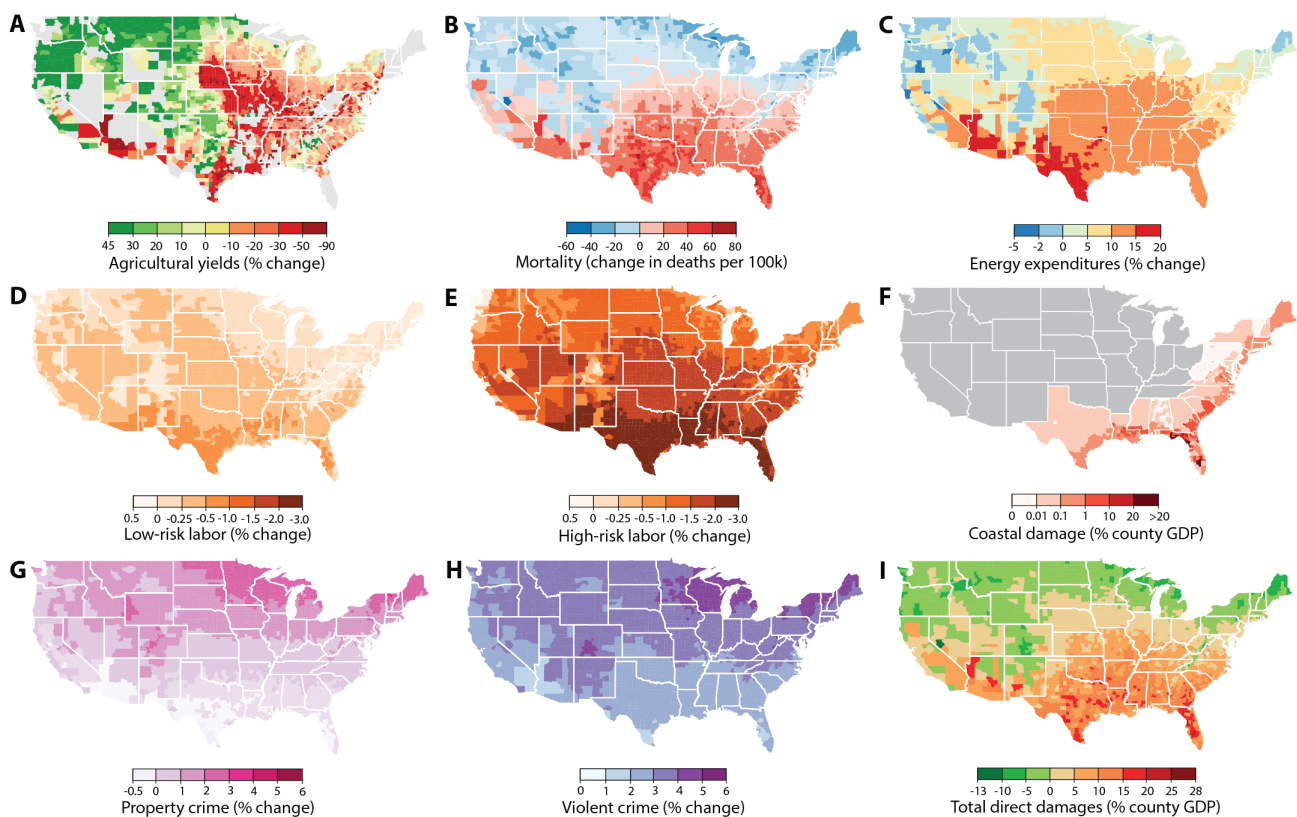 A
B
C
45 30 20 10 0 -10 -20 -30 -50 -90
Agricultural yields (% change)
-60 -40 -20 0 20 40 60 80
Mortality (change in deaths per 100k)
-5 -2 0 5 10 15 20
Energy expenditures (% change)
D
E
F
0.5 0 -0.25 -0.5 -1.0 -1.5 -2.0 -3.0
Low-risk labor (% change)
0.5 0 -0.25 -0.5 -1.0 -1.5 -2.0 -3.0
High-risk labor (% change)
0 0.01 0.1 1 10 20 >20
Coastal damage (% county GDP)
G
H
I
-0.5 0 1 2 3 4 5 6
Property crime (% change)
0 1 2 3 4 5 6
Violent crime (% change)
-13 -10 -5 0 5 10 15 20 25 28
Total direct damages (% county GDP)